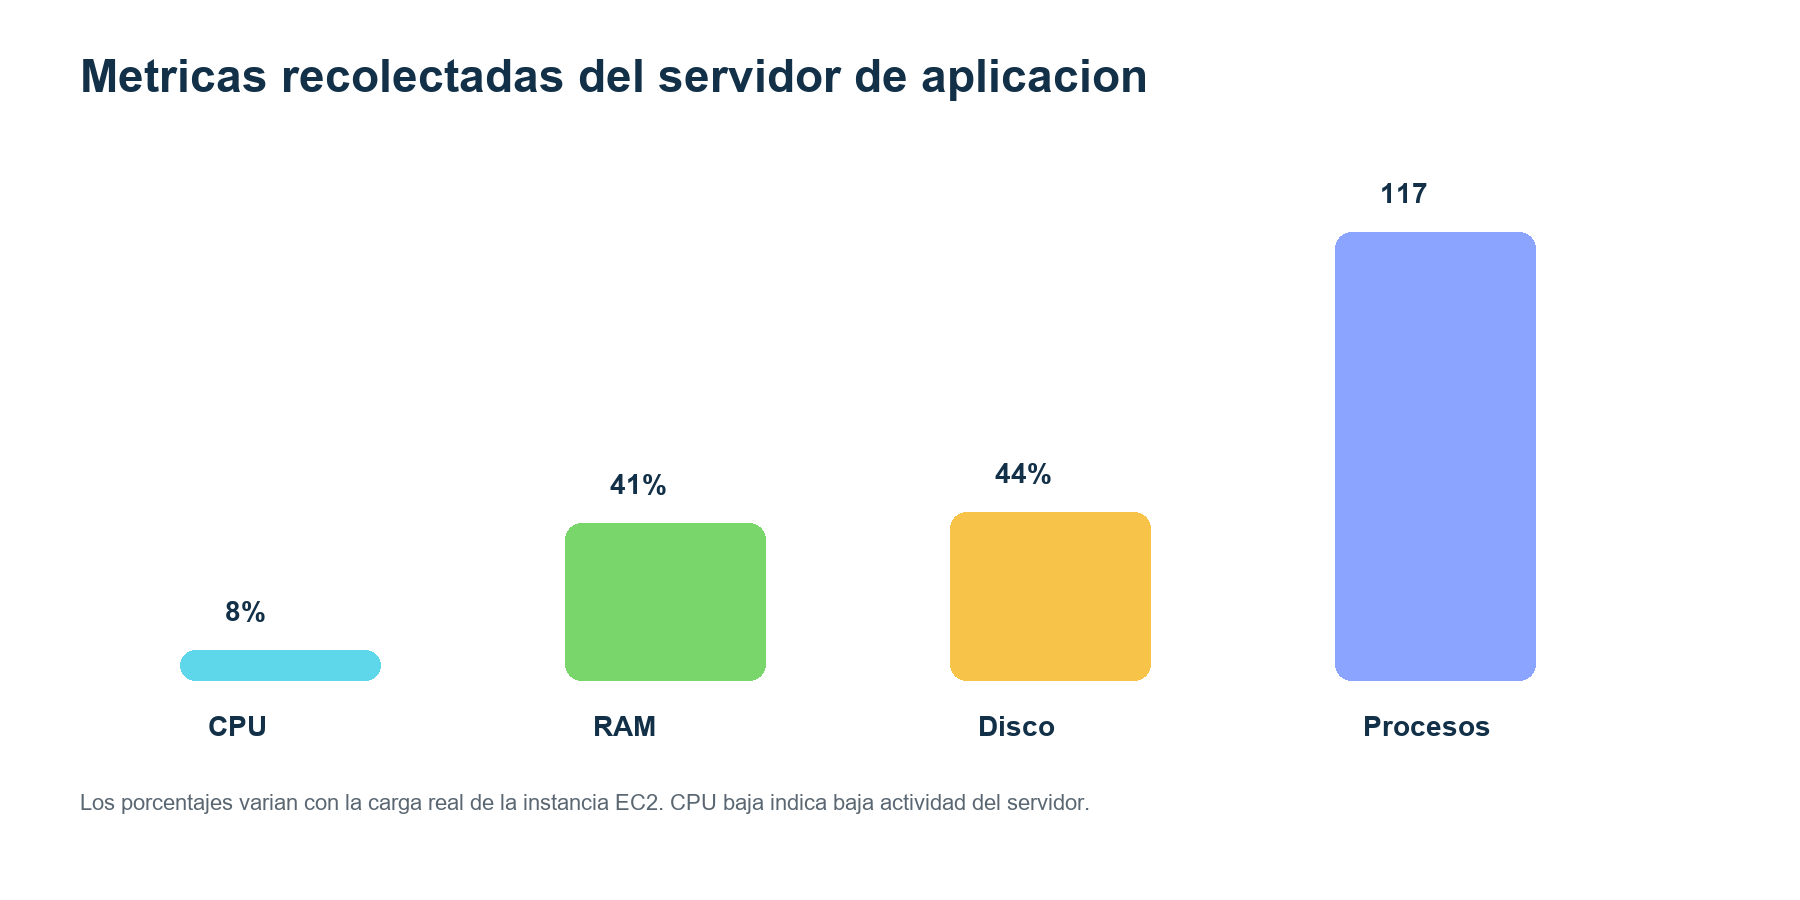 Metricas recolectadas del servidor de aplicacion
117
44%
41%
8%
CPU
RAM
Disco
Procesos
Los porcentajes varian con la carga real de la instancia EC2. CPU baja indica baja actividad del servidor.